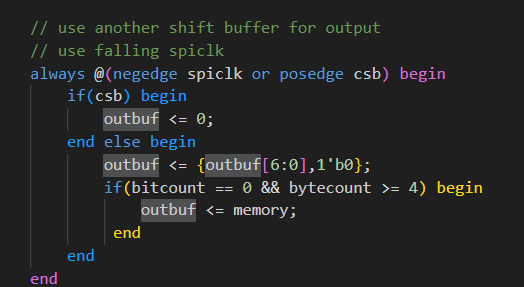 // use another shift buffer for output
// use falling spiclk
always @(negedge spiclk or posedge csb) begin
    if(csb) begin
        outbuf <= 0;
    end else begin
        outbuf <= {outbuf[6:0],1'b0};
        if(bitcount == 0 && bytecount >= 4) begin
            outbuf <= memory;
         end
    end
end